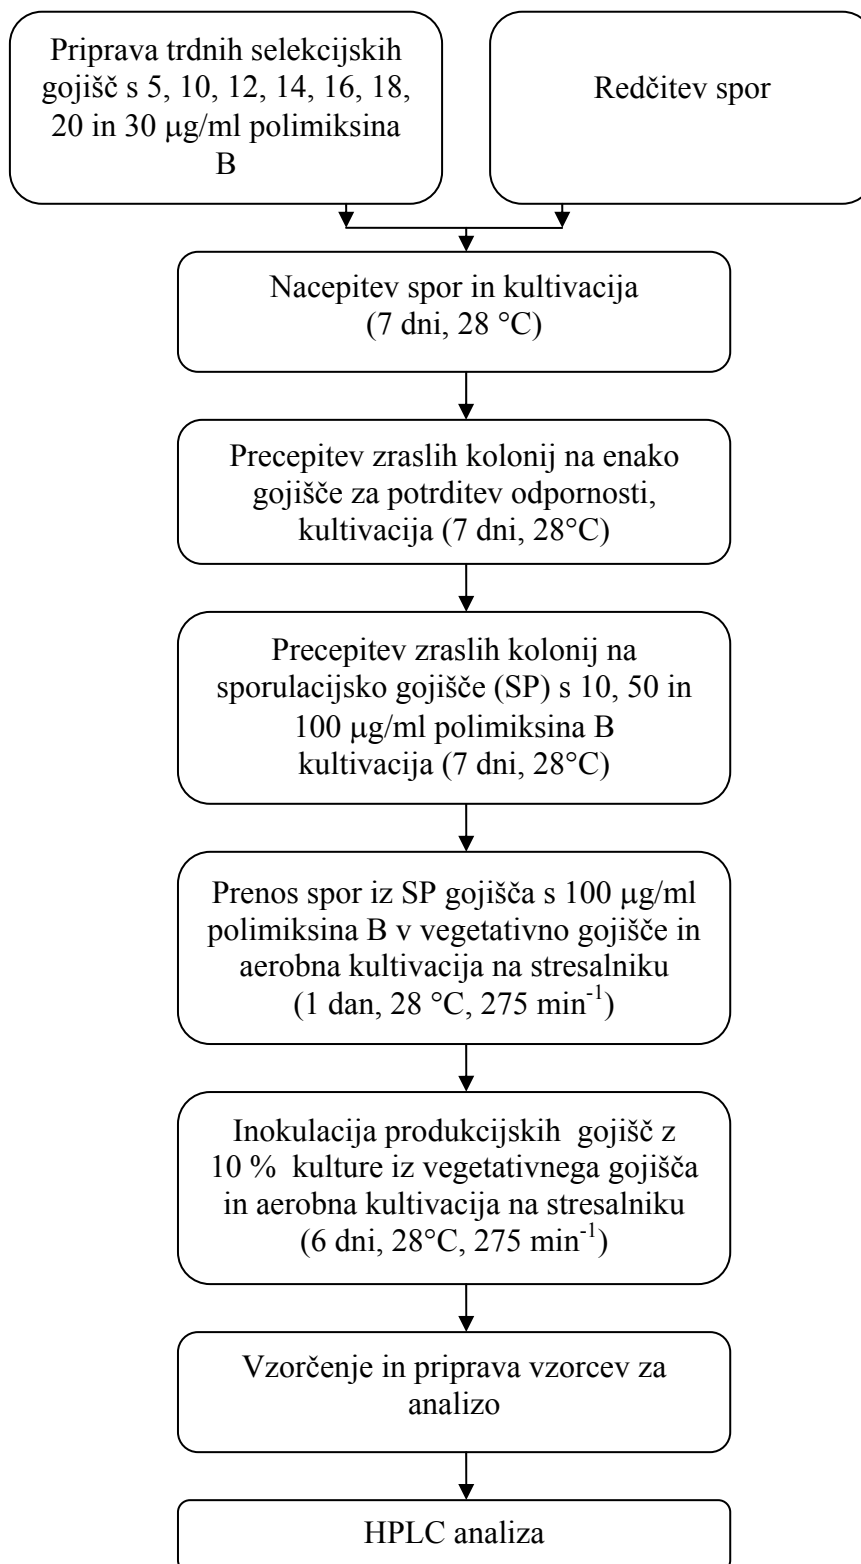 Priprava trdnih selekcijskih
gojišč s 5, 10, 12, 14, 16, 18,
20 in 30 µg/ml polimiksina
B
Redčitev spor
Nacepitev spor in kultivacija
(7 dni, 28 °C)
Precepitev zraslih kolonij na enako
gojišče za potrditev odpornosti,
kultivacija (7 dni, 28°C)
Precepitev zraslih kolonij na
sporulacijsko gojišče (SP) s 10, 50 in
100 µg/ml polimiksina B
kultivacija (7 dni, 28°C)
Prenos spor iz SP gojišča s 100 µg/ml
polimiksina B v vegetativno gojišče in
aerobna kultivacija na stresalniku
(1 dan, 28 °C, 275 min⁻¹)
Inokulacija produkcijskih gojišč z
10 % kulture iz vegetativnega gojišča
in aerobna kultivacija na stresalniku
(6 dni, 28°C, 275 min⁻¹)
Vzorčenje in priprava vzorcev za
analizo
HPLC analiza